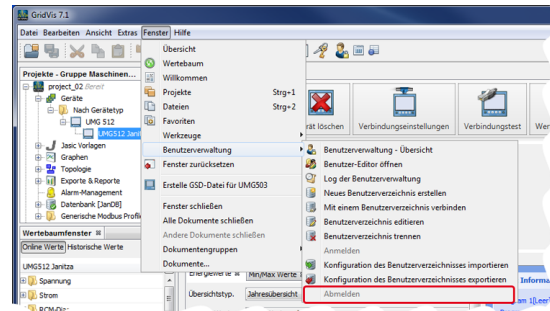 GridVis 7.1
Datei Bearbeiten Ansicht Extras Fenster Hilfe
Projekte - Gruppe Maschinen...
project_02 Bereit
Geräte
Nach Gerätetyp
UMG 512
UMG512 Janit
Jasic Vorlagen
Graphen
Topologie
Exporte & Reporte
Alarm-Management
Datenbank [JanDB]
Generische Modbus Profil
Wertebaumfenster
Online Werte Historische Werte
UMG512 Janitza
Spannung
Strom
Übersicht
Wertebaum
Willkommen
Projekte Strg+1
Dateien Strg+2
Favoriten
Werkzeuge
Benutzerverwaltung
Fenster zurücksetzen
Erstelle GSD-Datei für UMG503
Fenster schließen
Alle Dokumente schließen
Andere Dokumente schließen
Dokumentengruppen
Dokumente...
rät löschen
Verbindungseinstellungen
Verbindungstest
Wer
Benutzerverwaltung - Übersicht
Benutzer-Editor öffnen
Log der Benutzerverwaltung
Neues Benutzerverzeichnis erstellen
Mit einem Benutzerverzeichnis verbinden
Benutzerverzeichnis editieren
Benutzerverzeichnis trennen
Anmelden
Konfiguration des Benutzerverzeichnisses importieren
Konfiguration des Benutzerverzeichnisses exportieren
Abmelden
Min/Max Werte
Übersichtstyp. Jahresübersicht
Informa